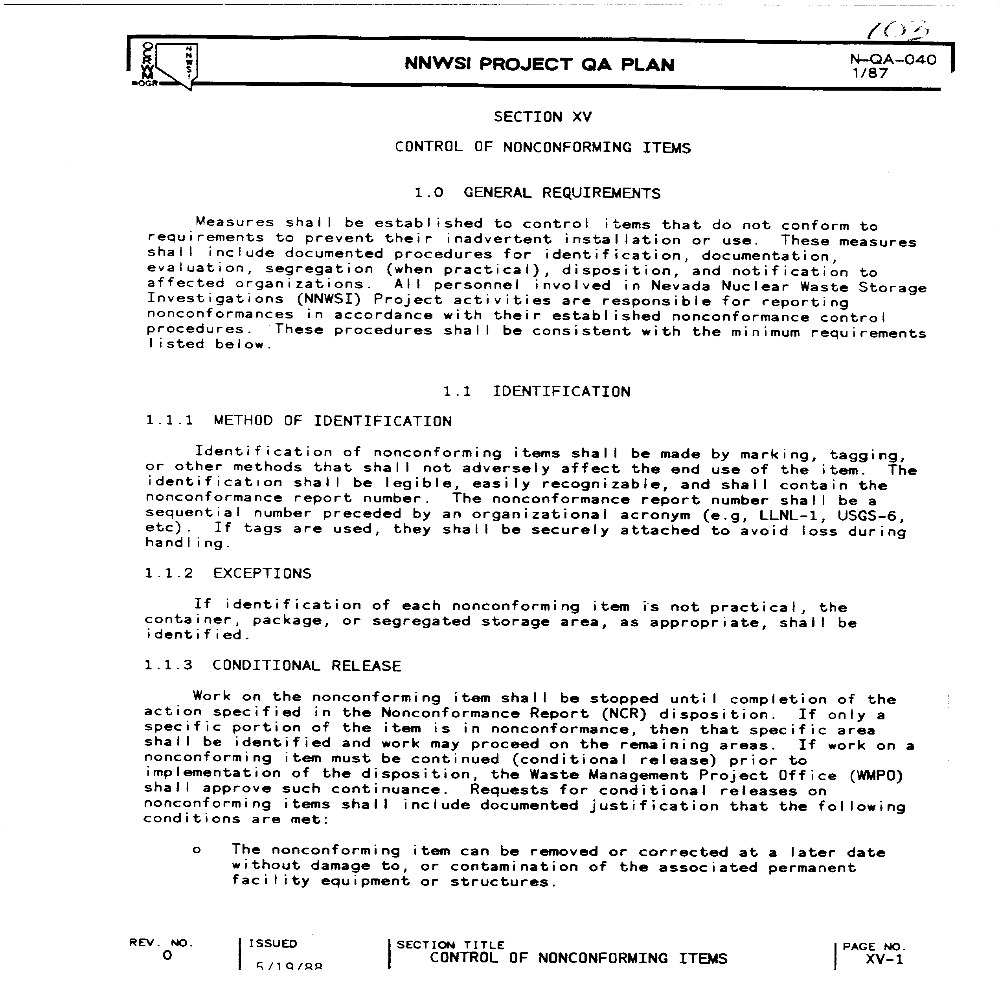 103
OCRWM
NNWSI
OGR
NNWSI PROJECT QA PLAN
N-QA-040
1/87
SECTION XV
CONTROL OF NONCONFORMING ITEMS
1.0 GENERAL REQUIREMENTS
Measures shall be established to control items that do not conform to
requirements to prevent their inadvertent installation or use. These measures
shall include documented procedures for identification, documentation,
evaluation, segregation (when practical), disposition, and notification to
affected organizations. All personnel involved in Nevada Nuclear Waste Storage
Investigations (NNWSI) Project activities are responsible for reporting
nonconformances in accordance with their established nonconformance control
procedures. These procedures shall be consistent with the minimum requirements
listed below.
1.1 IDENTIFICATION
1.1.1 METHOD OF IDENTIFICATION
Identification of nonconforming items shall be made by marking, tagging,
or other methods that shall not adversely affect the end use of the item. The
identification shall be legible, easily recognizable, and shall contain the
nonconformance report number. The nonconformance report number shall be a
sequential number preceded by an organizational acronym (e.g, LLNL-1, USGS-6,
etc). If tags are used, they shall be securely attached to avoid loss during
handling.
1.1.2 EXCEPTIONS
If identification of each nonconforming item is not practical, the
container, package, or segregated storage area, as appropriate, shall be
identified.
1.1.3 CONDITIONAL RELEASE
Work on the nonconforming item shall be stopped until completion of the
action specified in the Nonconformance Report (NCR) disposition. If only a
specific portion of the item is in nonconformance, then that specific area
shall be identified and work may proceed on the remaining areas. If work on a
nonconforming item must be continued (conditional release) prior to
implementation of the disposition, the Waste Management Project Office (WMPO)
shall approve such continuance. Requests for conditional releases on
nonconforming items shall include documented justification that the following
conditions are met:
o The nonconforming item can be removed or corrected at a later date
without damage to, or contamination of the associated permanent
facility equipment or structures.
REV. NO.
0
ISSUED
5/19/88
SECTION TITLE
CONTROL OF NONCONFORMING ITEMS
PAGE NO.
XV-1